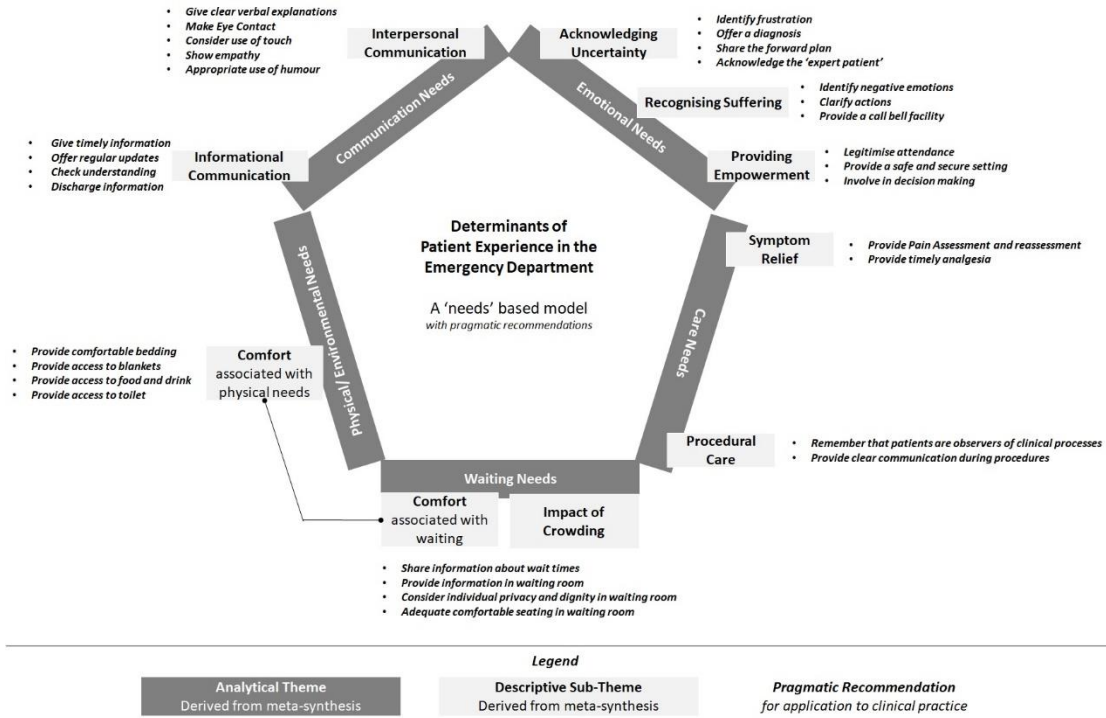 • Give clear verbal explanations
• Make Eye Contact
• Consider use of touch
• Show empathy
• Appropriate use of humour
Interpersonal
Communication
Acknowledging
Uncertainty
• Identify frustration
• Offer a diagnosis
• Share the forward plan
• Acknowledge the ‘expert patient’
Communication Needs
Emotional Needs
Recognising Suffering
• Identify negative emotions
• Clarify actions
• Provide a call bell facility
• Give timely information
• Offer regular updates
• Check understanding
• Discharge information
Informational
Communication
Providing
Empowerment
• Legitimise attendance
• Provide a safe and secure setting
• Involve in decision making
Determinants of
Patient Experience in the
Emergency Department
A ‘needs’ based model
with pragmatic recommendations
Symptom
Relief
• Provide Pain Assessment and reassessment
• Provide timely analgesia
Physical/ Environmental Needs
Care Needs
• Provide comfortable bedding
• Provide access to blankets
• Provide access to food and drink
• Provide access to toilet
Comfort
associated with
physical needs
Procedural
Care
• Remember that patients are observers of clinical processes
• Provide clear communication during procedures
Waiting Needs
Comfort
associated with
waiting
Impact of
Crowding
• Share information about wait times
• Provide information in waiting room
• Consider individual privacy and dignity in waiting room
• Adequate comfortable seating in waiting room
Legend
Analytical Theme
Derived from meta-synthesis
Descriptive Sub-Theme
Derived from meta-synthesis
Pragmatic Recommendation
for application to clinical practice